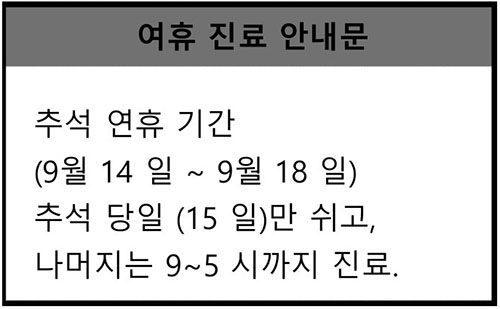 여휴 진료 안내문
추석 연휴 기간
(9월 14 일 ~ 9월 18 일)
추석 당일 (15 일)만 쉬고,
나머지는 9~5 시까지 진료.